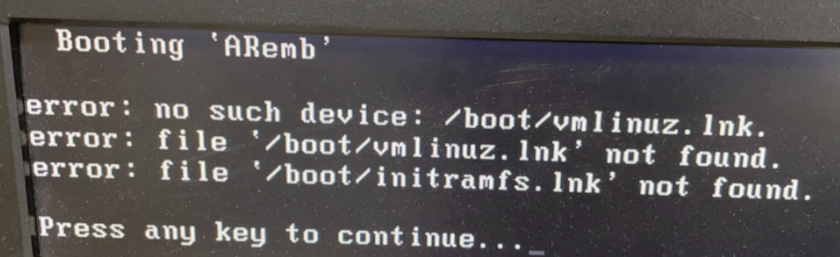 Booting `ARemb'
error: no such device: /boot/vmlinuz.lnk.
error: file `/boot/vmlinuz.lnk' not found.
error: file `/boot/initramfs.lnk' not found.
Press any key to continue..._